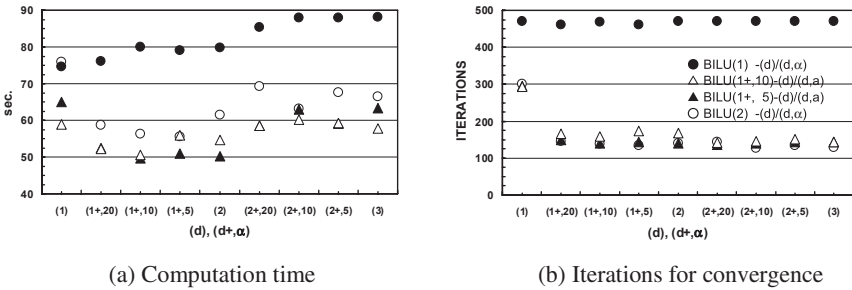 90
80
70
60
50
40
sec.
(1) (1+,20) (1+,10) (1+,5) (2) (2+,20) (2+,10) (2+,5) (3)
(d), (d+,α)
(a) Computation time
500
400
300
200
100
0
ITERATIONS
BILU(1) -(d)/(d,α)
BILU(1+,10)-(d)/(d,a)
BILU(1+, 5)-(d)/(d,a)
BILU(2) -(d)/(d,α)
(1) (1+,20) (1+,10) (1+,5) (2) (2+,20) (2+,10) (2+,5) (3)
(d), (d+,α)
(b) Iterations for convergence